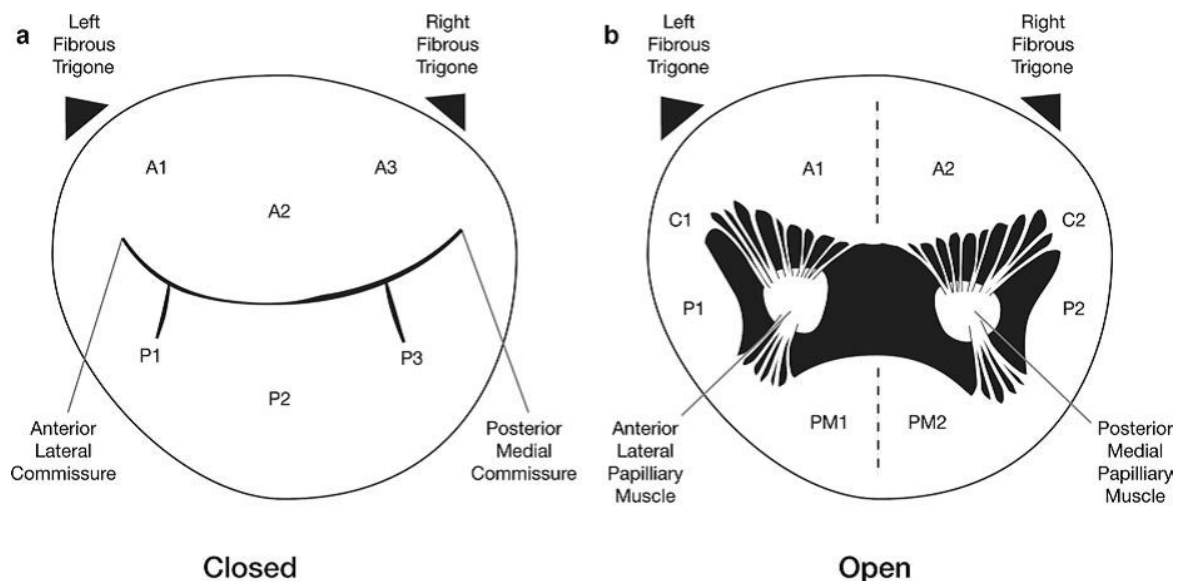 a
Left
Fibrous
Trigone
Right
Fibrous
Trigone
A1
A3
A2
P1
P3
P2
Anterior
Lateral
Commissure
Posterior
Medial
Commissure
Closed
b
Left
Fibrous
Trigone
Right
Fibrous
Trigone
A1
A2
C1
C2
P1
P2
PM1
PM2
Anterior
Lateral
Papilliary
Muscle
Posterior
Medial
Papilliary
Muscle
Open